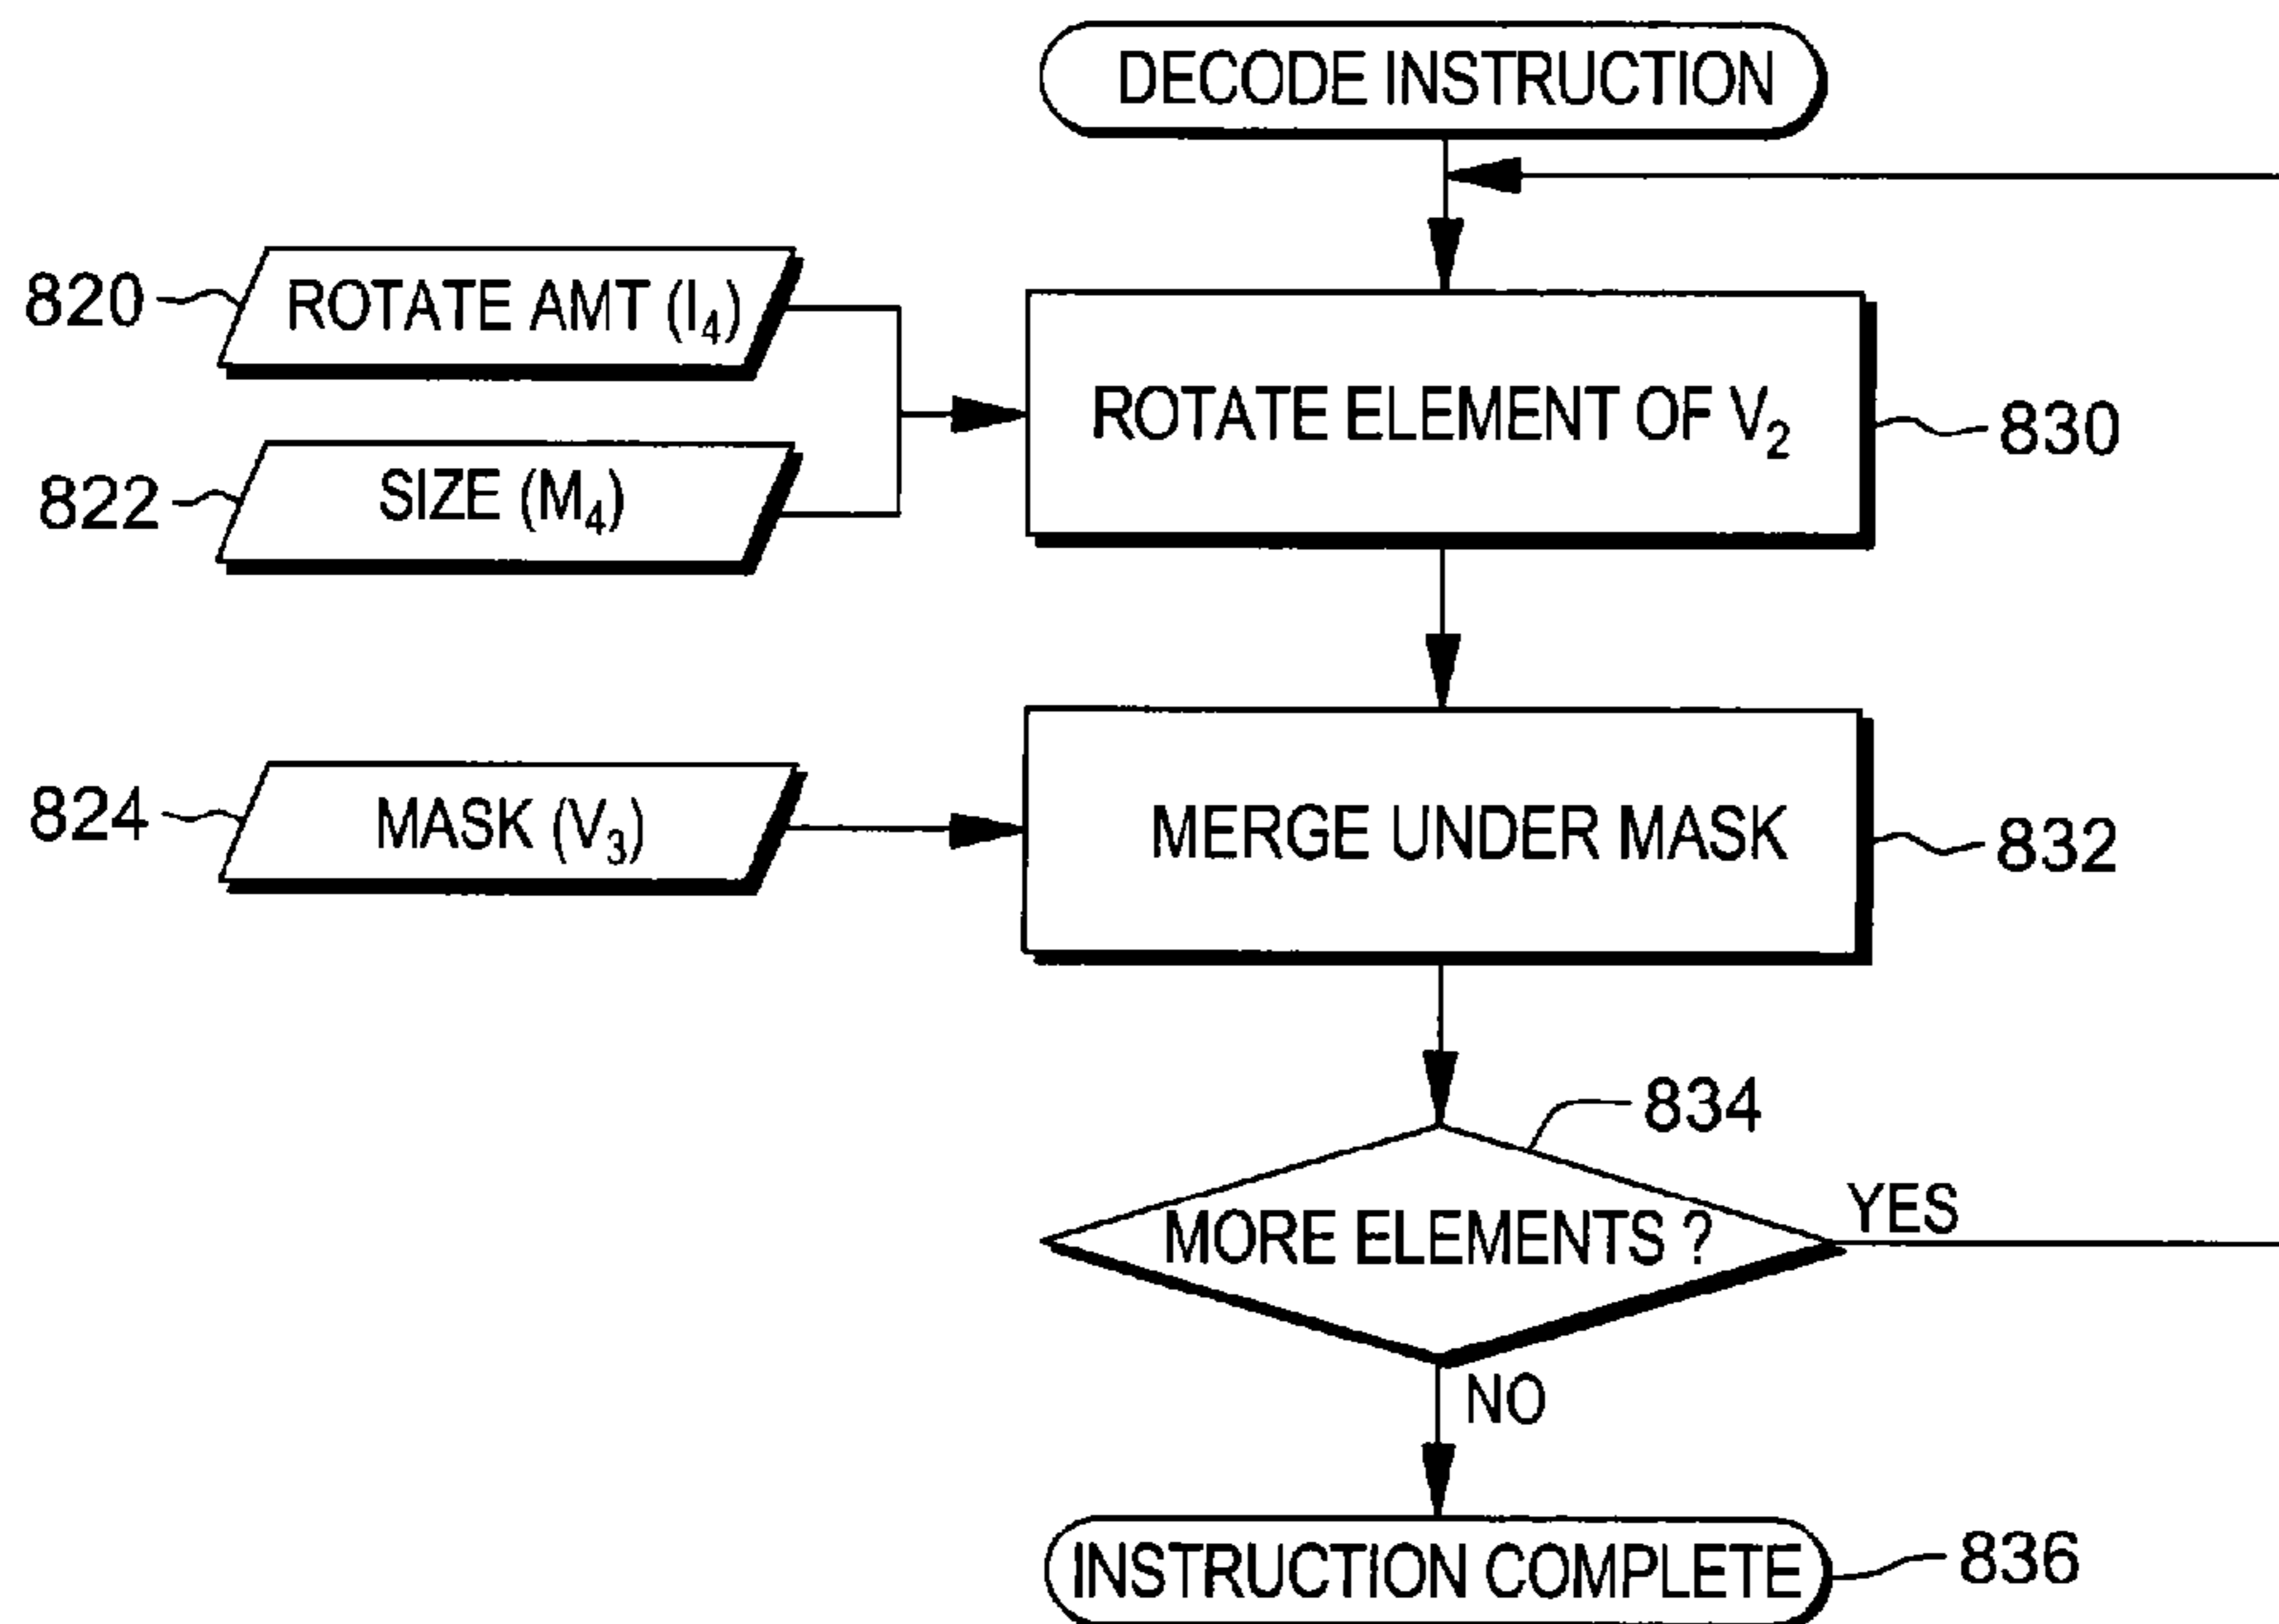 DECODE INSTRUCTION
820
ROTATE AMT (I₄)
822
SIZE (M₄)
ROTATE ELEMENT OF V₂
830
824
MASK (V₃)
MERGE UNDER MASK
832
834
MORE ELEMENTS ?
YES
NO
INSTRUCTION COMPLETE
836